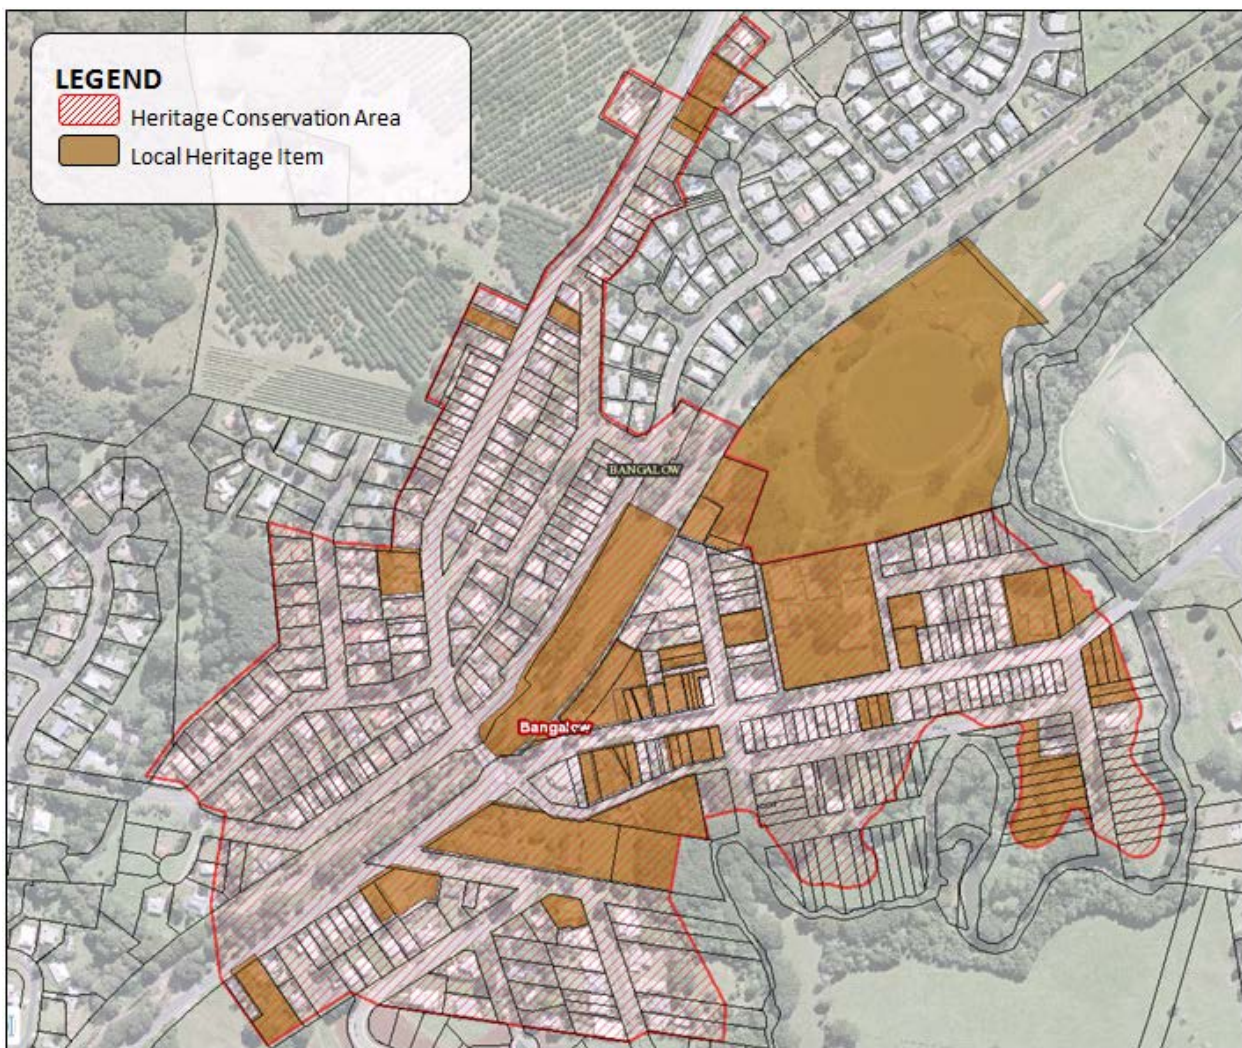 LEGEND
Heritage Conservation Area
Local Heritage Item
BANGALOW
Bangalow